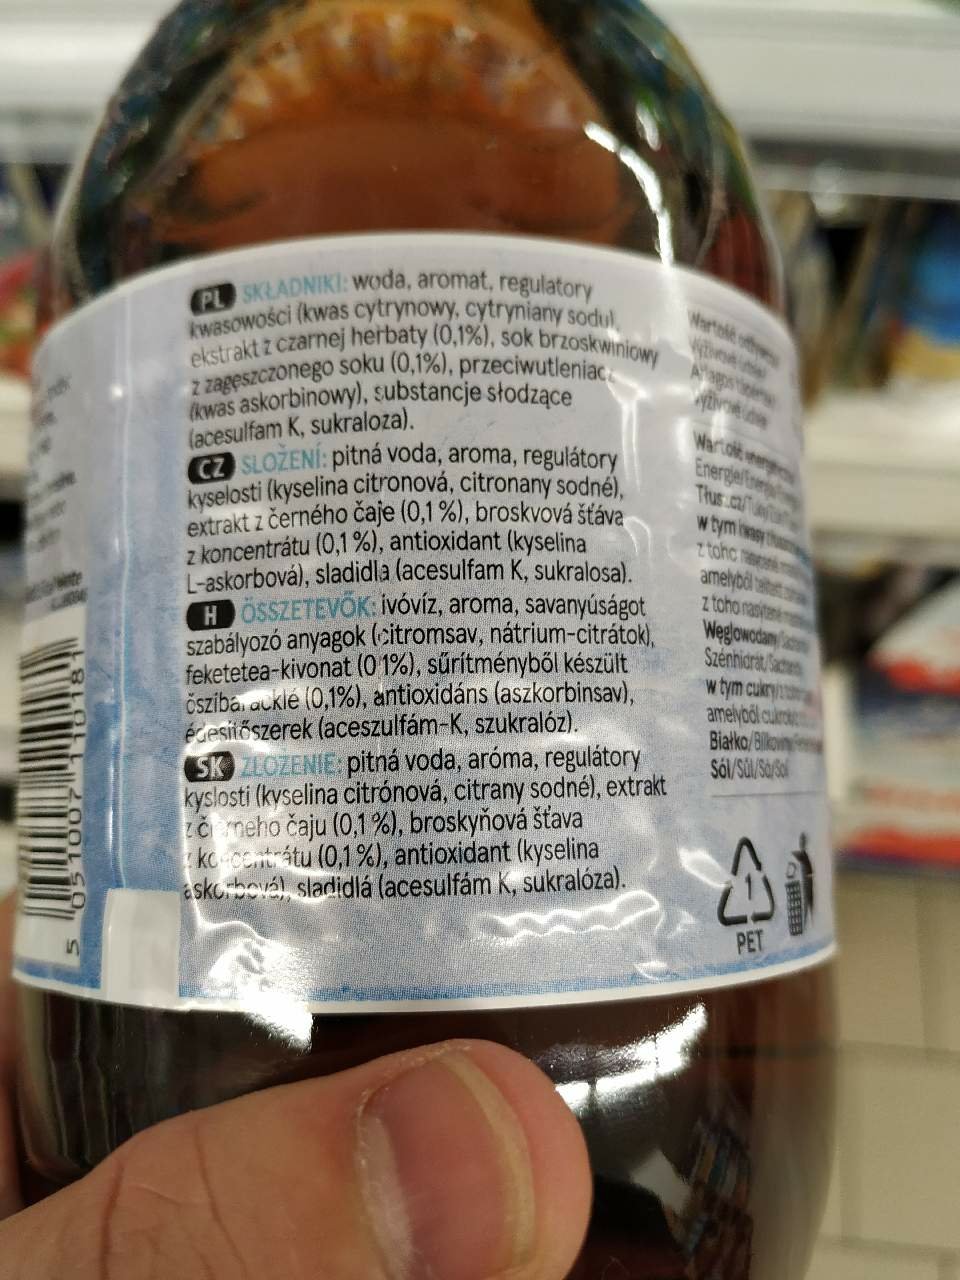 PL SKŁADNIKI: woda, aromat, regulatory
kwasowości (kwas cytrynowy, cytryniany sodu),
ekstrakt z czarnej herbaty (0,1%), sok brzoskwiniowy
z zagęszczonego soku (0,1%), przeciwutleniacz
(kwas askorbinowy), substancje słodzące
(acesulfam K, sukraloza).
CZ SLOŽENÍ: pitná voda, aroma, regulátory
kyselosti (kyselina citronová, citronany sodné),
extrakt z černého čaje (0,1 %), broskvová šťáva
z koncentrátu (0,1 %), antioxidant (kyselina
L-askorbová), sladidla (acesulfam K, sukralosa).
H ÖSSZETEVŐK: ivóvíz, aroma, savanyúságot
szabályozó anyagok (citromsav, nátrium-citrátok),
feketetea-kivonat (0,1%), sűrítményből készült
őszibaracklé (0,1%), antioxidáns (aszkorbinsav),
édesítőszerek (aceszulfám-K, szukralóz).
SK ZLOŽENIE: pitná voda, aróma, regulátory
kyslosti (kyselina citrónová, citrany sodné), extrakt
z čierneho čaju (0,1 %), broskyňová šťava
z koncentrátu (0,1 %), antioxidant (kyselina
askorbová), sladidlá (acesulfám K, sukralóza).
Wartość
Wartość
Energie/
Tłuszcz/
w tym kwasy
z toho
amelyből
z toho nasýtené
Węglowodany/
Szénhidrát/
w tym cukry/
amelyből cukrok/
Białko/
Sól/Sůl/Só/Soľ
1
PET
5 051007 110181